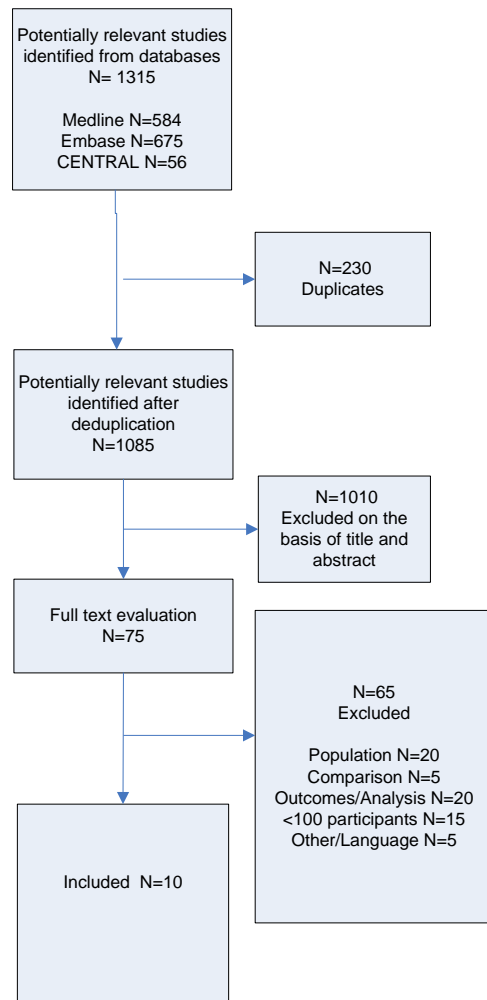 Potentially relevant studies
identified from databases
N= 1315
Medline N=584
Embase N=675
CENTRAL N=56
N=230
Duplicates
Potentially relevant studies
identified after
deduplication
N=1085
N=1010
Excluded on the
basis of title and
abstract
Full text evaluation
N=75
N=65
Excluded
Population N=20
Comparison N=5
Outcomes/Analysis N=20
<100 participants N=15
Other/Language N=5
Included N=10